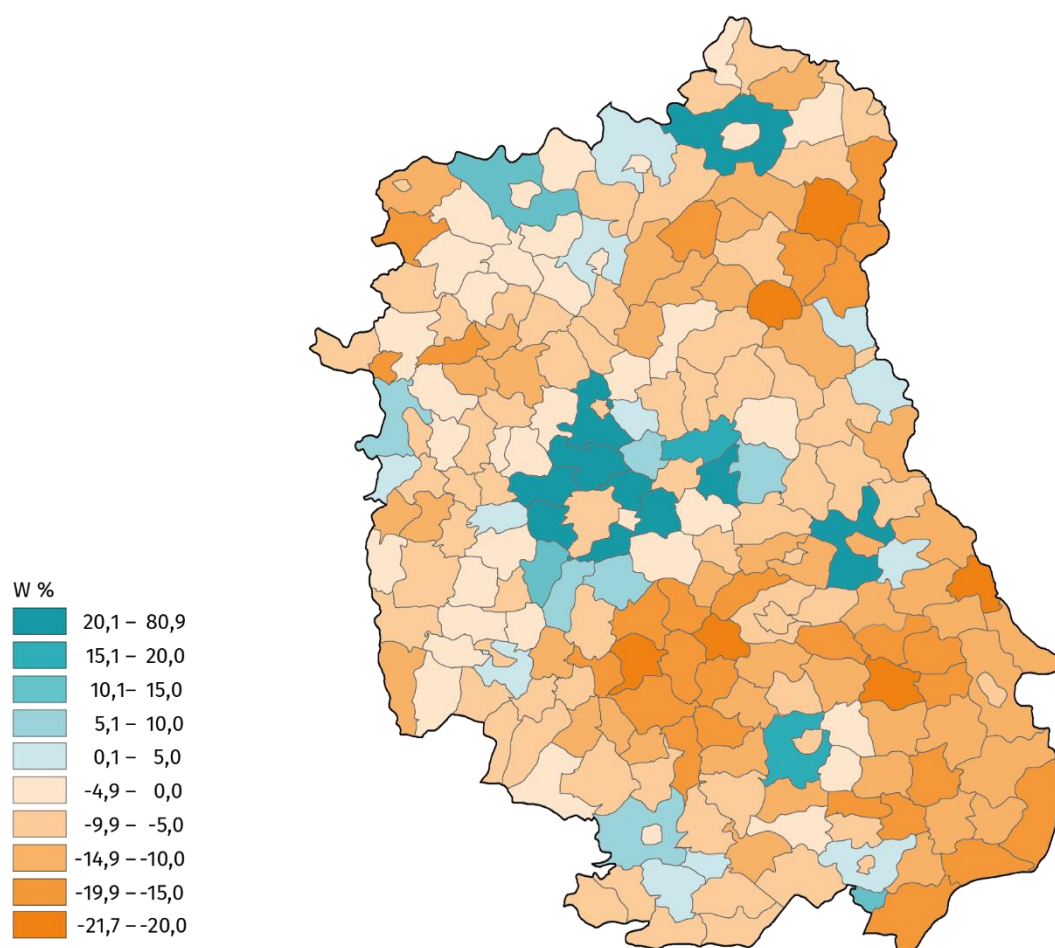 W %
20,1 – 80,9
15,1 – 20,0
10,1 – 15,0
5,1 – 10,0
0,1 – 5,0
-4,9 – 0,0
-9,9 – -5,0
-14,9 – -10,0
-19,9 – -15,0
-21,7 – -20,0